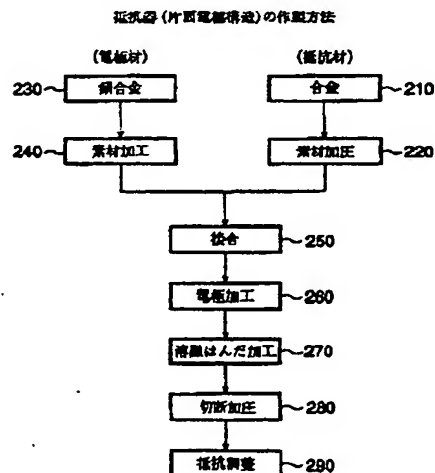 抵抗器(片面電極構造)の作製方法
(電極材)
(抵抗材)
230 銅合金
合金 210
240 素材加工
素材加圧 220
接合 250
電極加工 260
溶融はんだ加工 270
切断加圧 280
抵抗調整 290